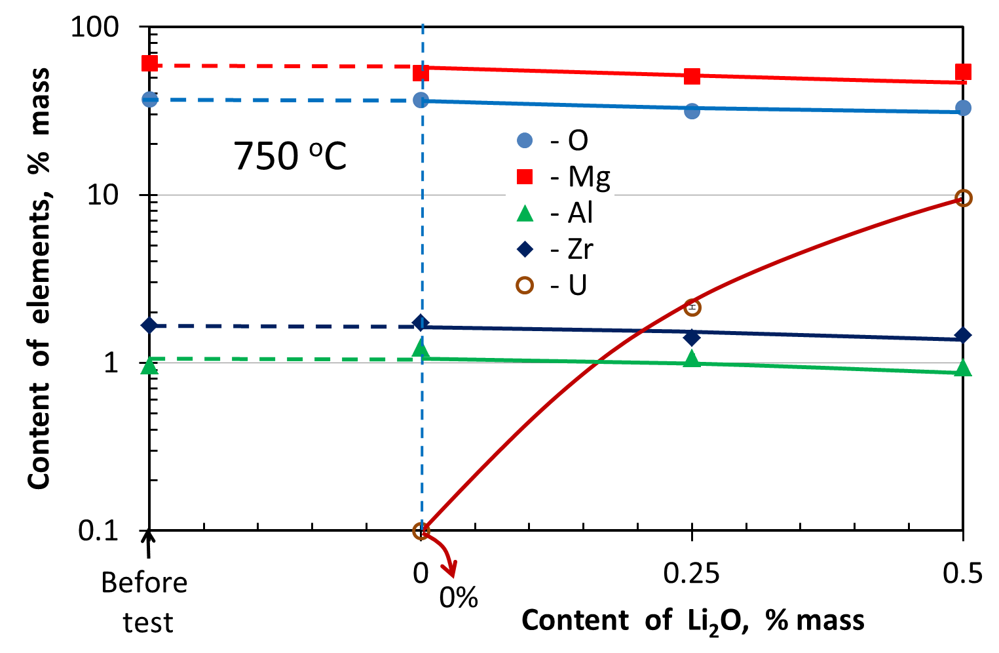 100
10
1
0.1
Content of elements, % mass
750 °C
- O
- Mg
- Al
- Zr
- U
0
0.25
0.5
Before
test
0%
Content of Li₂O, % mass